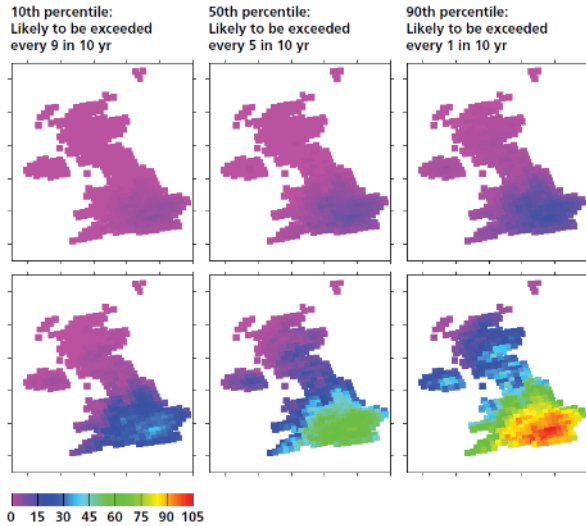 10th percentile:
Likely to be exceeded
every 9 in 10 yr
50th percentile:
Likely to be exceeded
every 5 in 10 yr
90th percentile:
Likely to be exceeded
every 1 in 10 yr
0 15 30 45 60 75 90 105